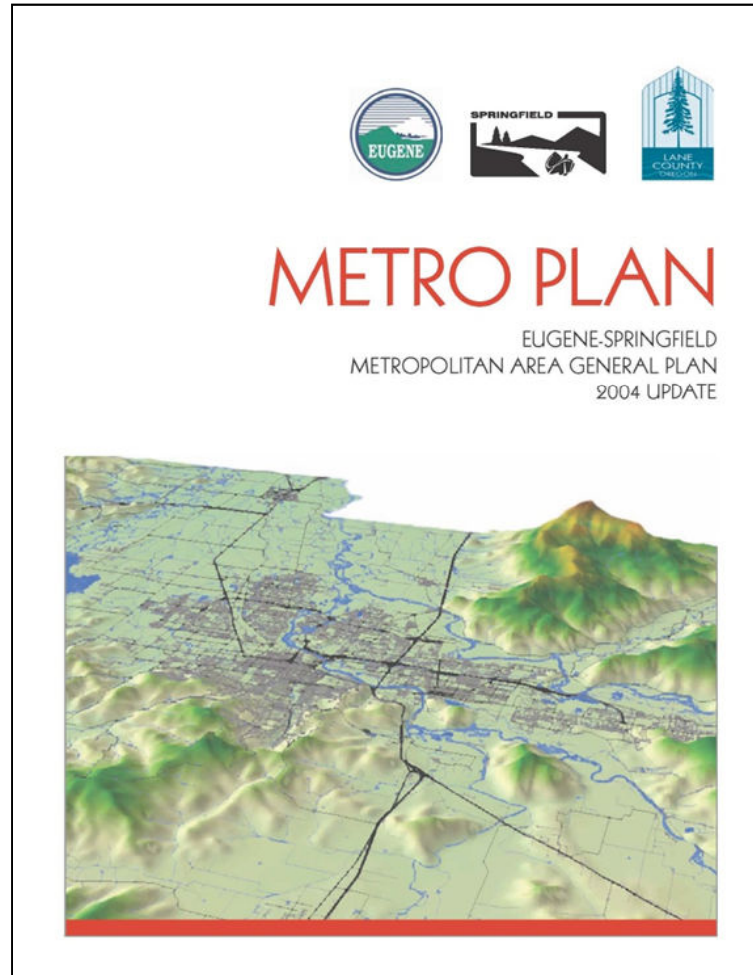 EUGENE
SPRINGFIELD
LANE
COUNTY
OREGON
METRO PLAN
EUGENE-SPRINGFIELD
METROPOLITAN AREA GENERAL PLAN
2004 UPDATE